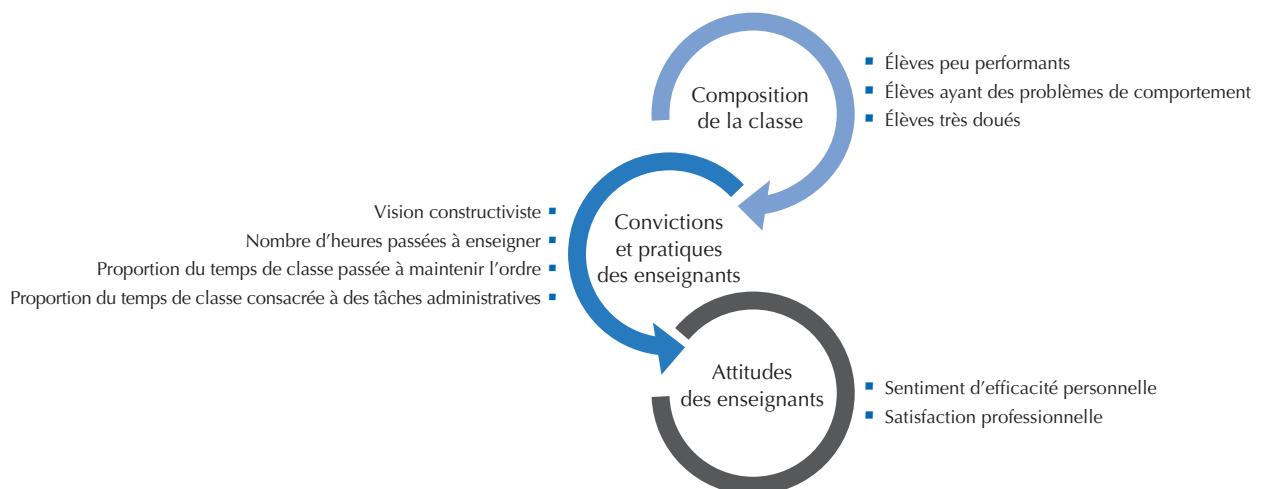 Composition
de la classe
▪ Élèves peu performants
▪ Élèves ayant des problèmes de comportement
▪ Élèves très doués
Vision constructiviste ▪
Nombre d’heures passées à enseigner ▪
Proportion du temps de classe passée à maintenir l’ordre ▪
Proportion du temps de classe consacrée à des tâches administratives ▪
Convictions
et pratiques
des enseignants
Attitudes
des enseignants
▪ Sentiment d’efficacité personnelle
▪ Satisfaction professionnelle